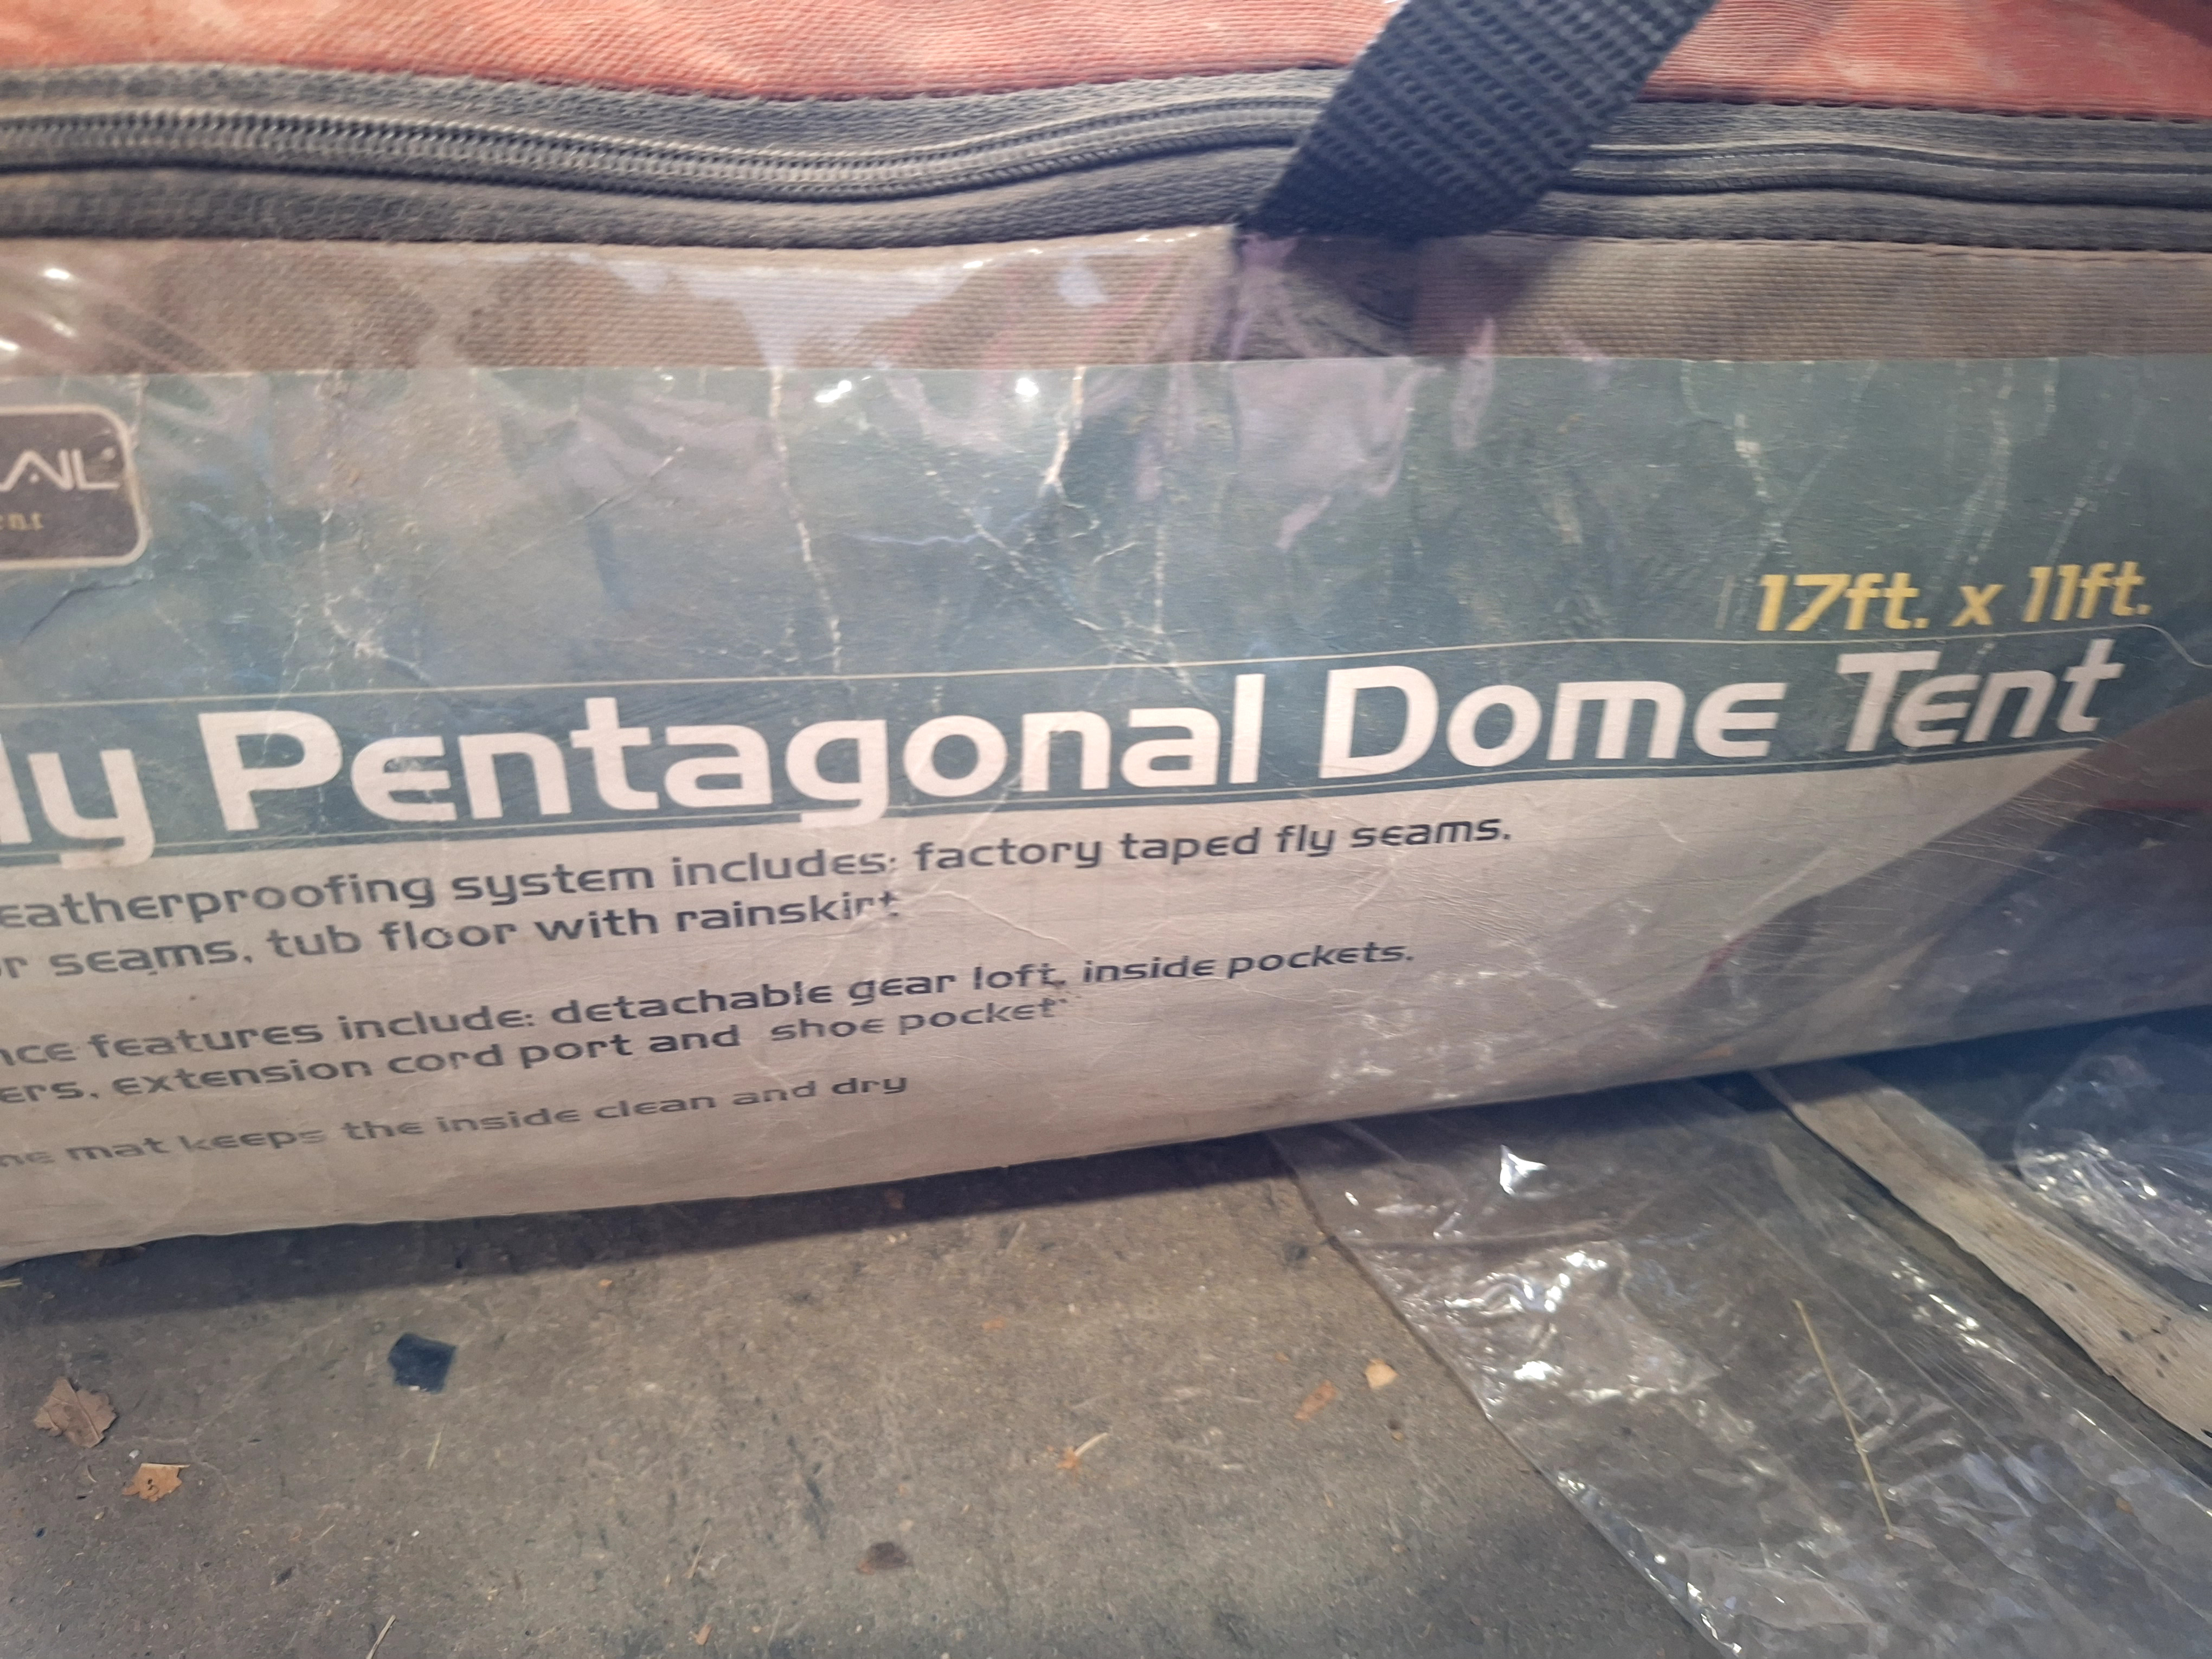 AIL
17ft. x 11ft.
ly Pentagonal Dome Tent
eatherproofing system includes: factory taped fly seams.
r seams, tub floor with rainskirt.
nce features include: detachable gear loft, inside pockets.
ers, extension cord port and shoe pocket
me mat keeps the inside clean and dry